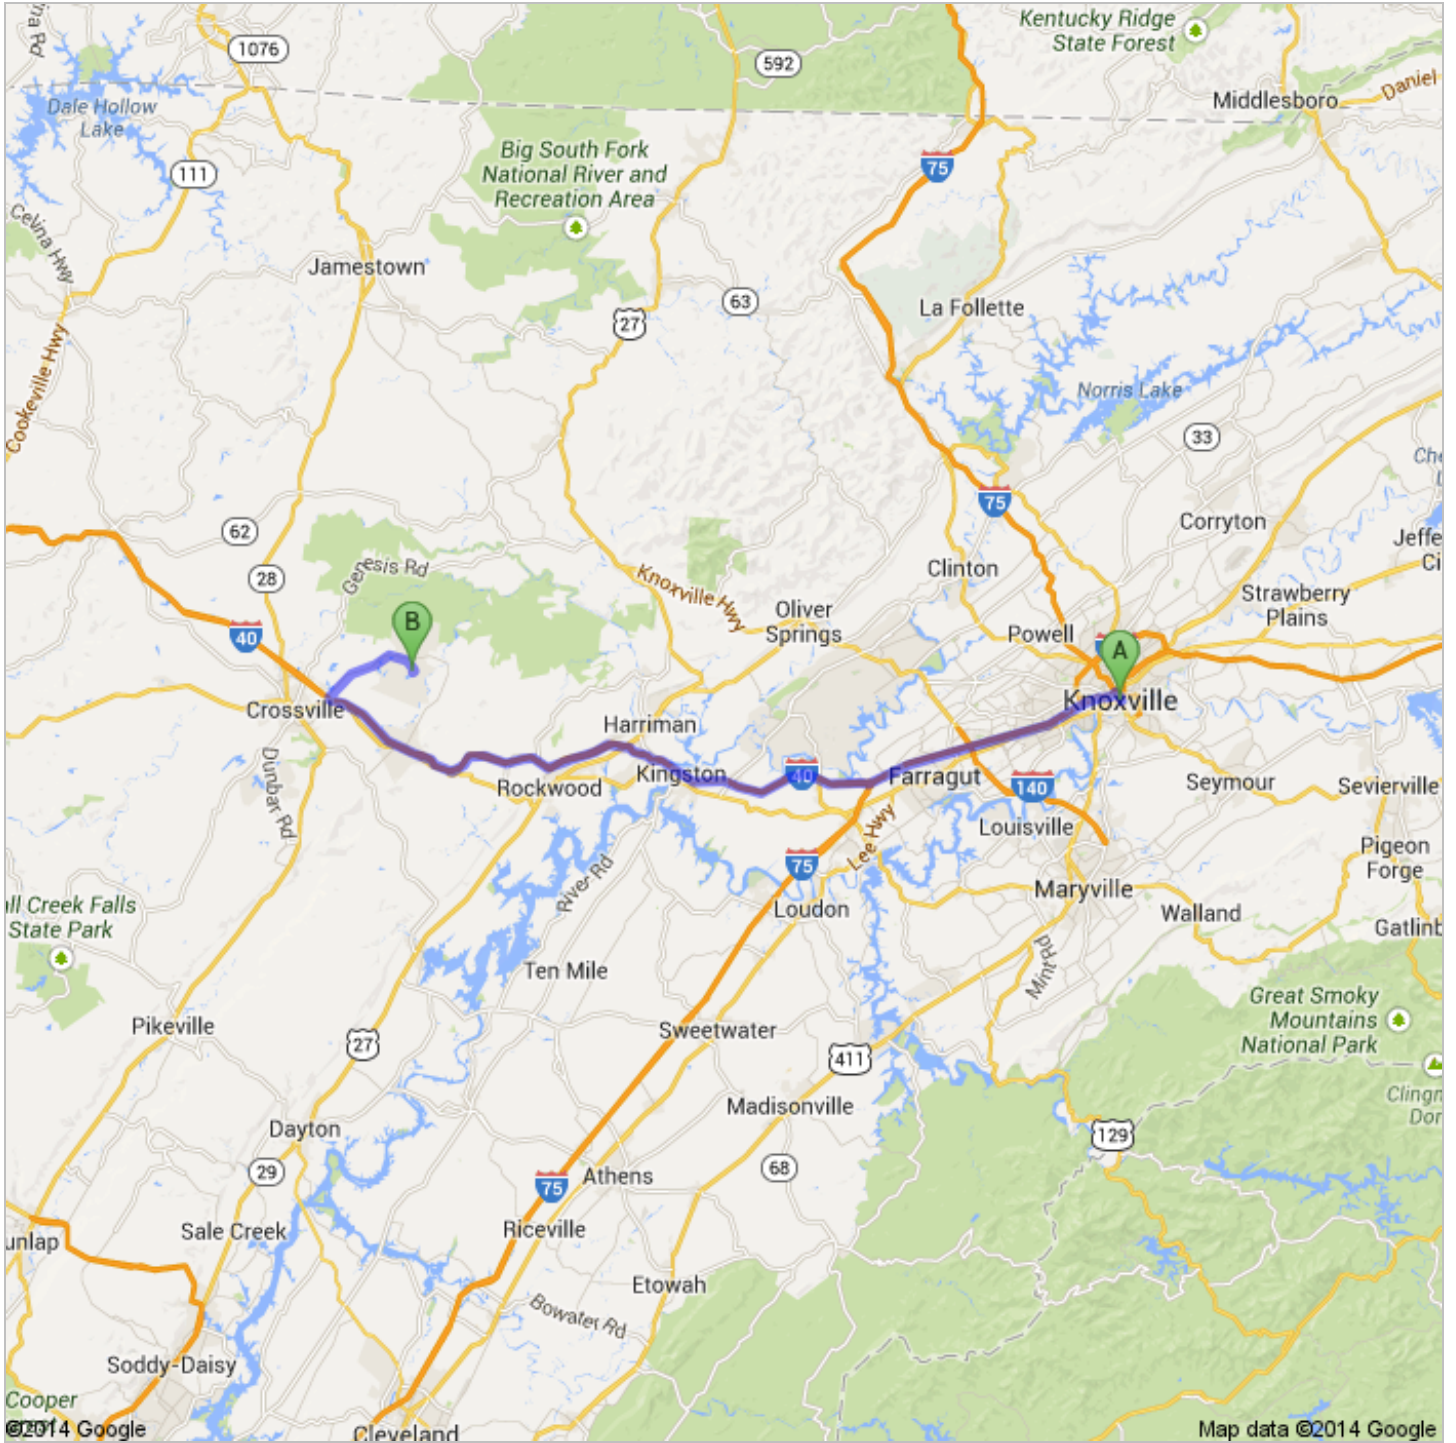 na Rd
1076
592
Kentucky Ridge
State Forest
Daniel
Middlesboro
Dale Hollow
Lake
111
Big South Fork
National River and
Recreation Area
75
Celina Hwy
Jamestown
63
27
La Follette
Cookeville Hwy
Norris Lake
33
75
Corryton
62
28
Genesis Rd
Knoxville Hwy
Clinton
Oliver
Springs
Strawberry
Plains
Jeffe
Ci
40
B
Powell
A
Knoxville
Crossville
Harriman
Dunbar Rd
Rockwood
Kingston
40
Farragut
140
Seymour
Sevierville
Louisville
Lee Hwy
75
Pigeon
Forge
River Rd
Maryville
Loudon
Walland
Gatlinb
all Creek Falls
State Park
Ten Mile
Mint Rd
Great Smoky
Mountains
National Park
Pikeville
27
Sweetwater
411
Clingm
Dor
Madisonville
129
Dayton
29
68
Athens
75
Riceville
Sale Creek
unlap
Etowah
Bowater Rd
Soddy-Daisy
Cooper
©2014 Google
Cleveland
Map data ©2014 Google